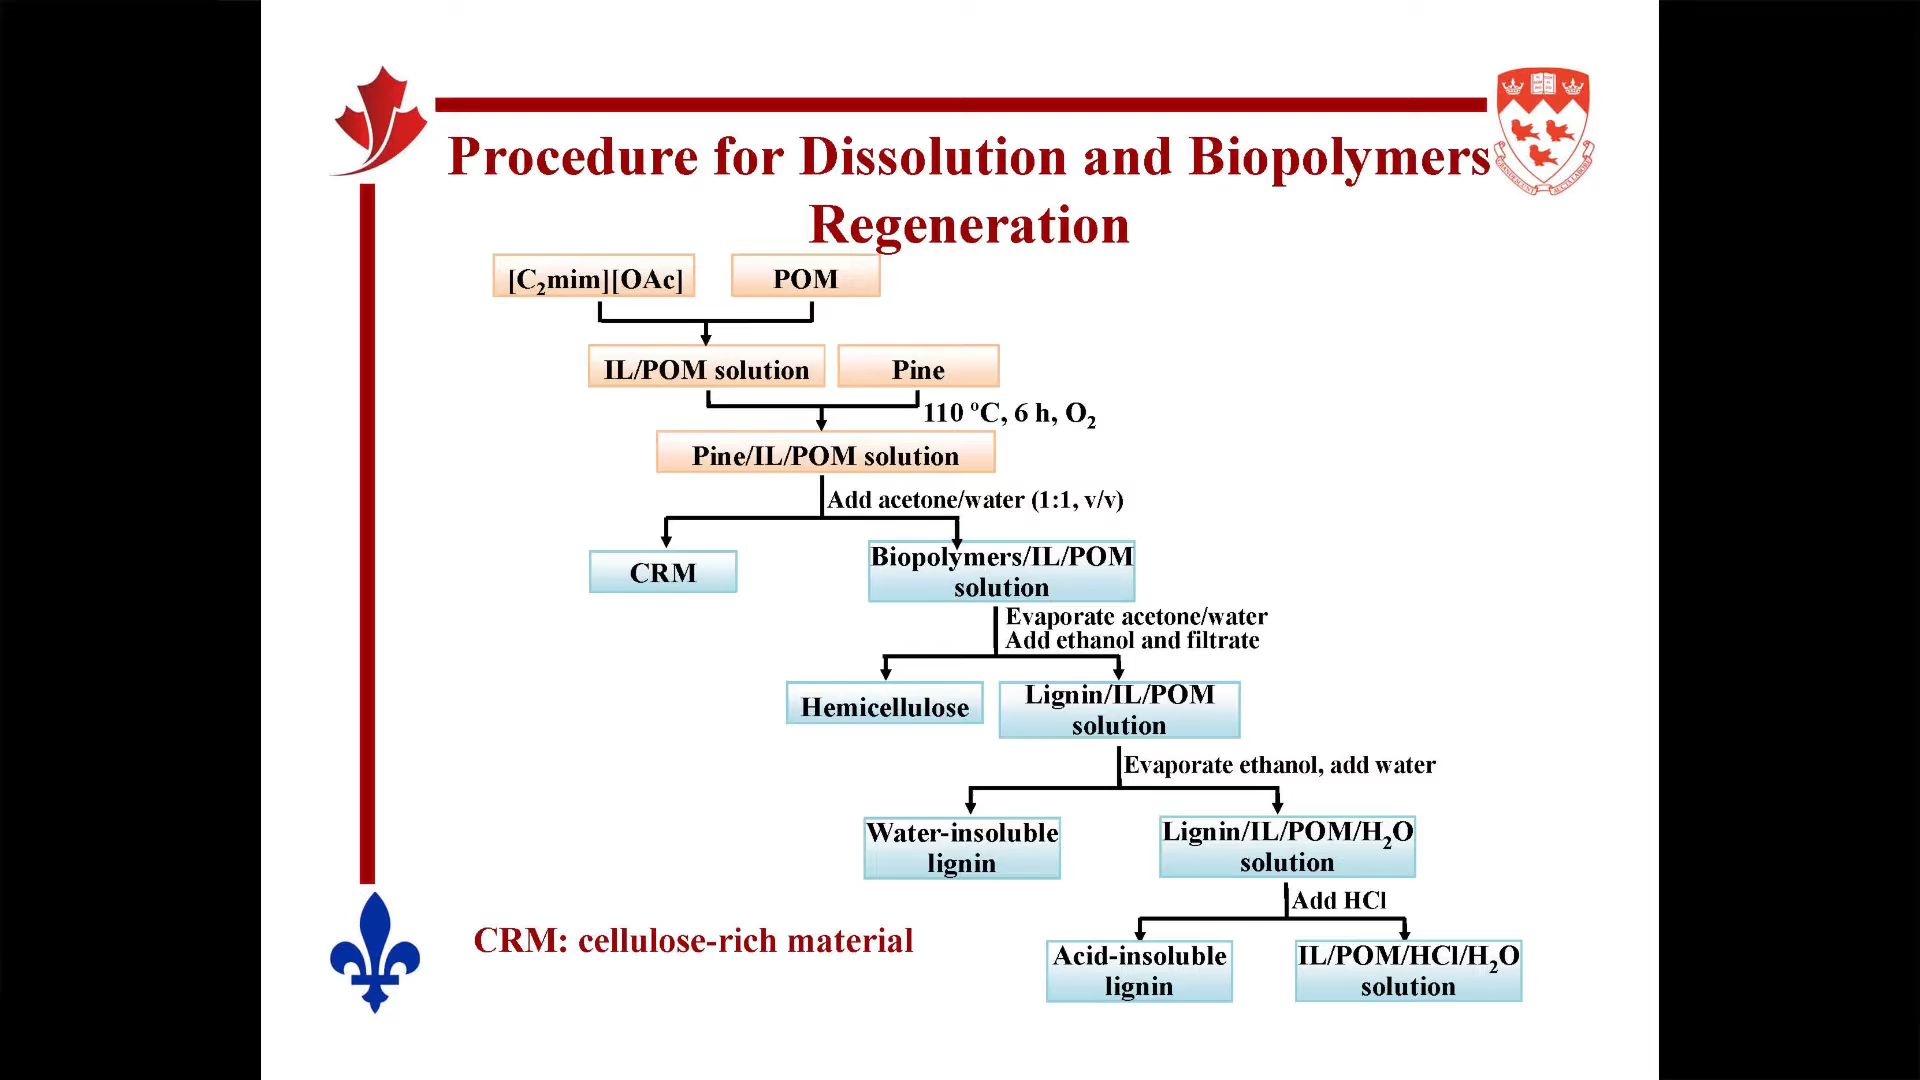 Procedure for Dissolution and Biopolymers
Regeneration
[C₂mim][OAc]
POM
IL/POM solution
Pine
110 ºC, 6 h, O₂
Pine/IL/POM solution
Add acetone/water (1:1, v/v)
CRM
Biopolymers/IL/POM
solution
Evaporate acetone/water
Add ethanol and filtrate
Hemicellulose
Lignin/IL/POM
solution
Evaporate ethanol, add water
Water-insoluble
lignin
Lignin/IL/POM/H₂O
solution
Add HCl
CRM: cellulose-rich material
Acid-insoluble
lignin
IL/POM/HCl/H₂O
solution